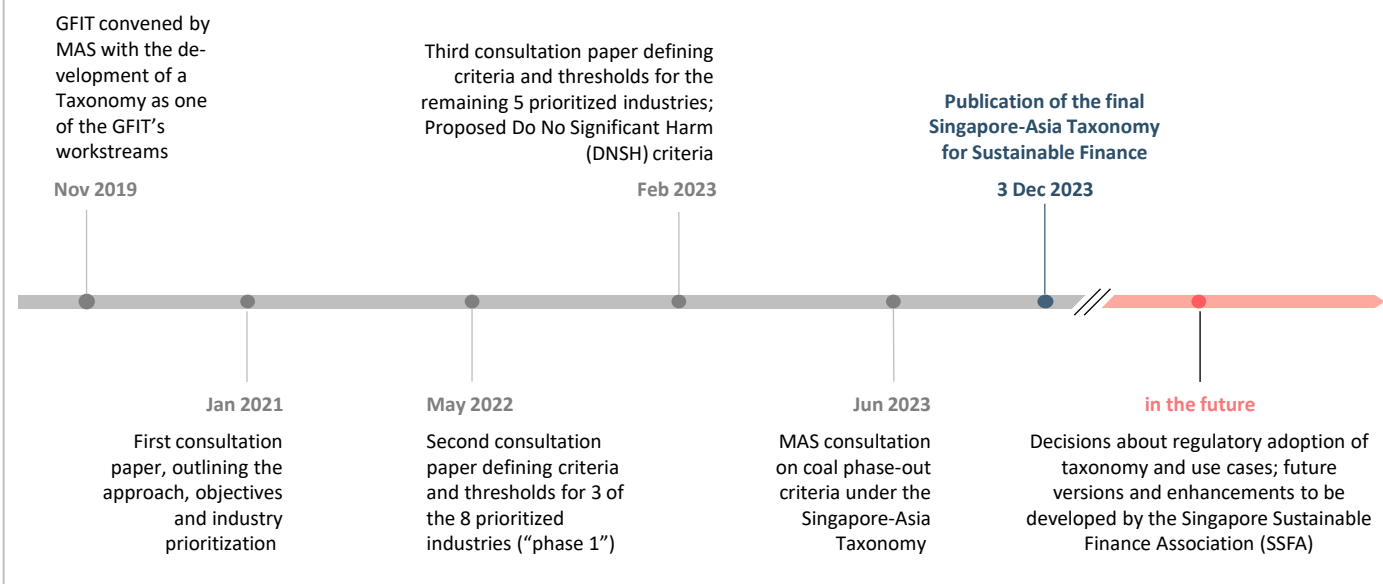 GFIT convened by
MAS with the de-
velopment of a
Taxonomy as one
of the GFIT's
workstreams
Nov 2019
Third consultation paper defining
criteria and thresholds for the
remaining 5 prioritized industries;
Proposed Do No Significant Harm
(DNSH) criteria
Feb 2023
Publication of the final
Singapore-Asia Taxonomy
for Sustainable Finance
3 Dec 2023
Jan 2021
First consultation
paper, outlining the
approach, objectives
and industry
prioritization
May 2022
Second consultation
paper defining criteria
and thresholds for 3 of
the 8 prioritized
industries (“phase 1”)
Jun 2023
MAS consultation
on coal phase-out
criteria under the
Singapore-Asia
Taxonomy
in the future
Decisions about regulatory adoption of
taxonomy and use cases; future
versions and enhancements to be
developed by the Singapore Sustainable
Finance Association (SSFA)